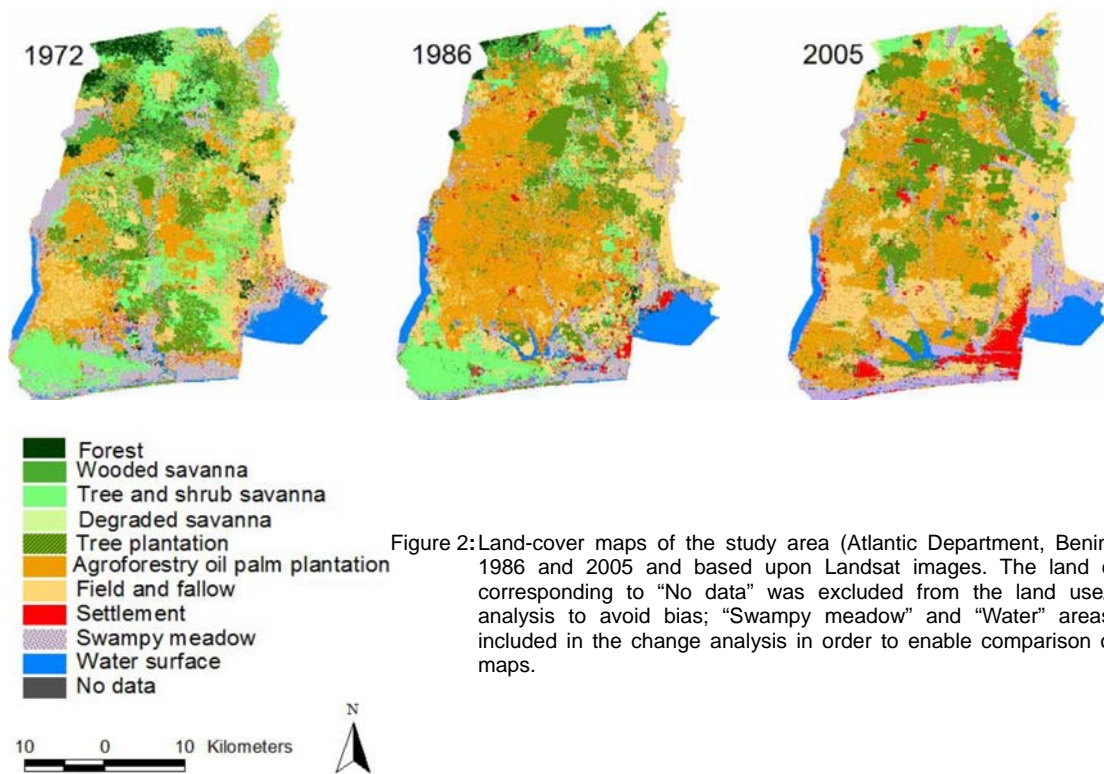 1972
1986
2005
Forest
Wooded savanna
Tree and shrub savanna
Degraded savanna
Tree plantation
Agroforestry oil palm plantation
Field and fallow
Settlement
Swampy meadow
Water surface
No data
Figure 2: Land-cover maps of the study area (Atlantic Department, Benin
1986 and 2005 and based upon Landsat images. The land
corresponding to “No data” was excluded from the land use
analysis to avoid bias; “Swampy meadow” and “Water” areas
included in the change analysis in order to enable comparison
maps.
10 0 10 Kilometers
N